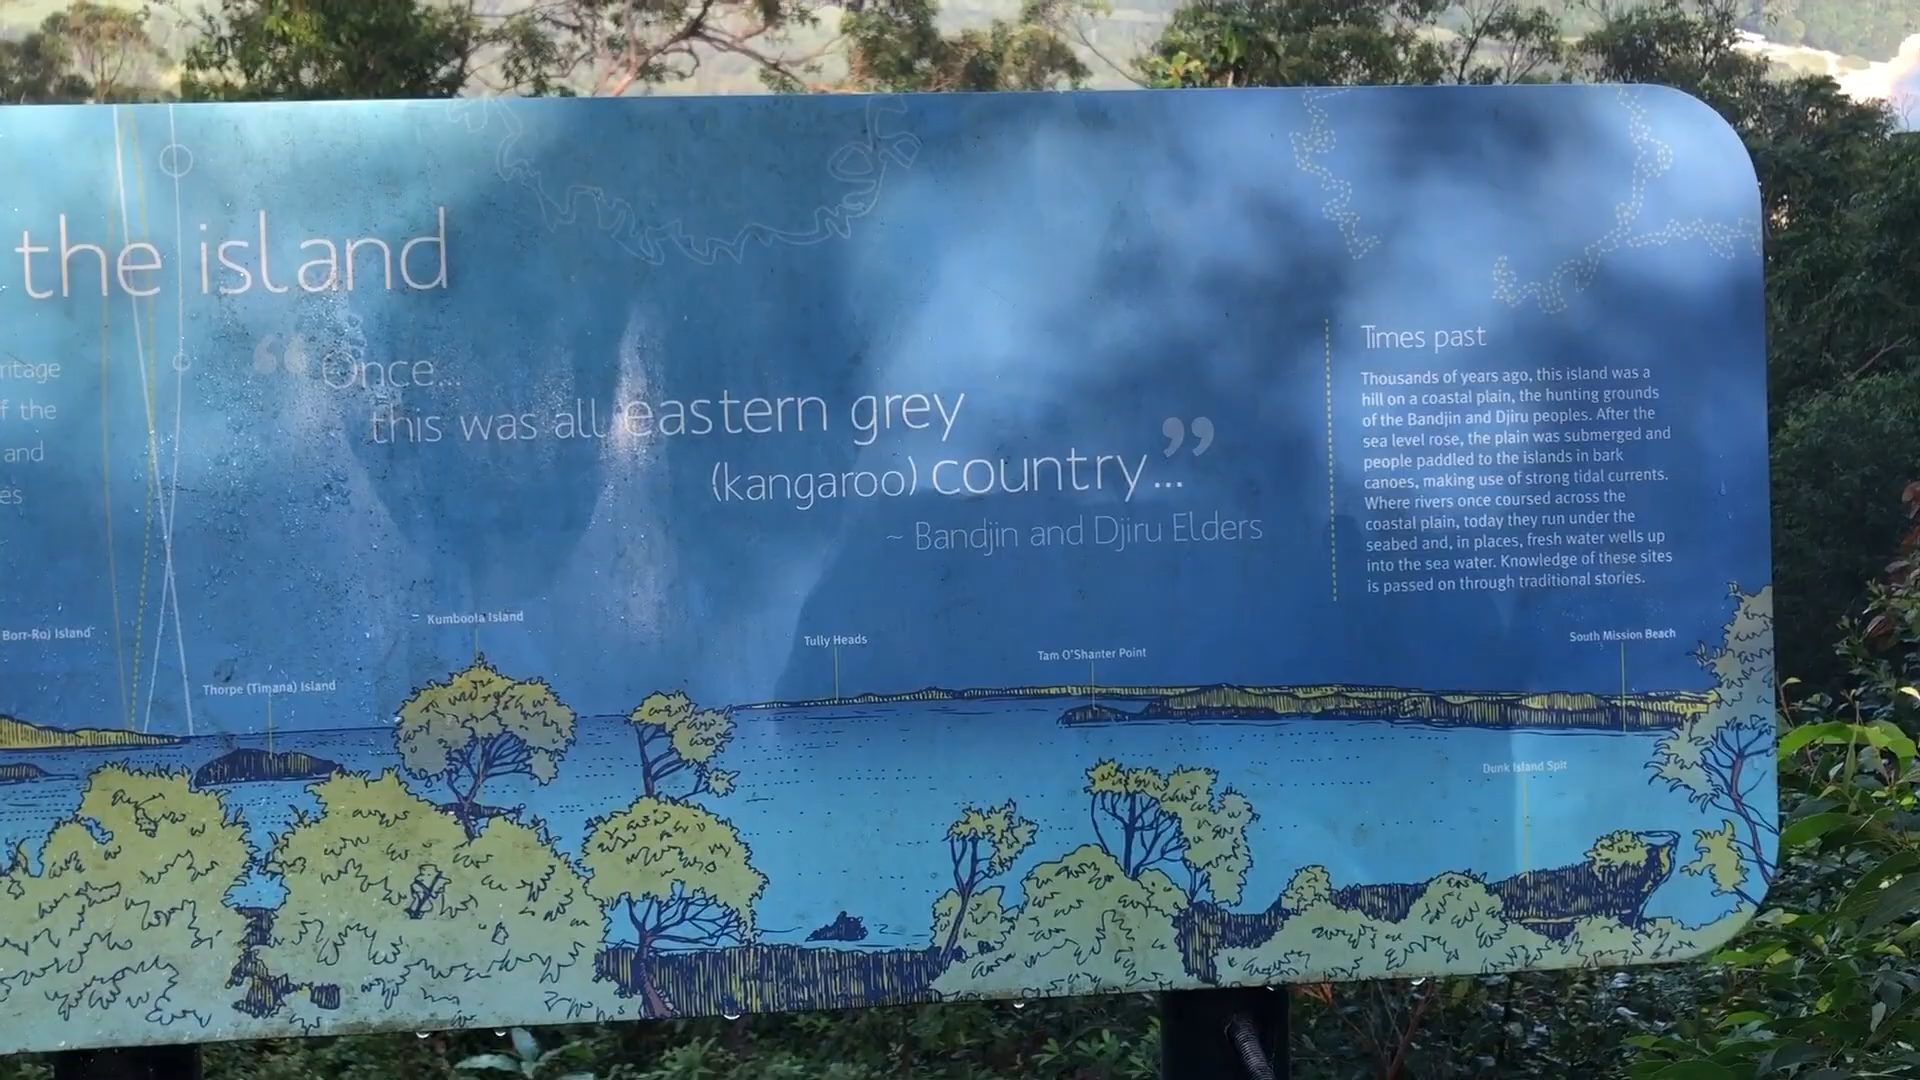 the island
ritage
f the
and
es
“Once...
this was all eastern grey
(kangaroo) country...”
~ Bandjin and Djiru Elders
Times past
Thousands of years ago, this island was a
hill on a coastal plain, the hunting grounds
of the Bandjin and Djiru peoples. After the
sea level rose, the plain was submerged and
people paddled to the islands in bark
canoes, making use of strong tidal currents.
Where rivers once coursed across the
coastal plain, today they run under the
seabed and, in places, fresh water wells up
into the sea water. Knowledge of these sites
is passed on through traditional stories.
Borr-Ro) Island
Thorpe (Timana) Island
Kumboola Island
Tully Heads
Tam O'Shanter Point
South Mission Beach
Dunk Island Spit